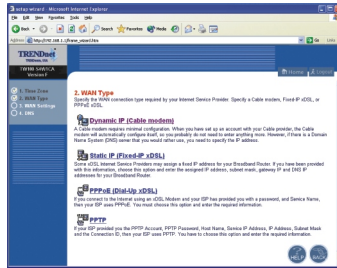 setup wizard - Microsoft Internet Explorer
File Edit View Favorites Tools Help
Back Search Favorites Media
Address http://192.168.1.1/frame_wizard.htm Go
TRENDnet
TRENDnet, USA
TW100-S4W1CA
Version F
Home
1. Time Zone
2. WAN Type
3. WAN Settings
4. DNS
2. WAN Type
Specify the WAN connection type required by your Internet Service Provider. Specify a Cable modem, Fixed-IP xDSL, or
PPPoE xDSL.
Dynamic IP (Cable modem)
A Cable modem requires minimal configuration. When you set up an account with your Cable provider, the Cable
modem will automatically configure itself, so you probably do not need to enter anything more. However, if there is a Domain
Name System (DNS) server that you would rather use, you need to specify the IP address.
Static IP (Fixed-IP xDSL)
Some xDSL Internet Service Providers may assign a fixed IP address for your Broadband Router. If you have been provided
with this information, choose this option and enter the assigned IP address, subnet mask, gateway IP and DNS IP
addresses for your Broadband Router.
PPPoE (Dial-Up xDSL)
If you connect to the Internet using an xDSL Modem and your ISP has provided you with a password, and Service Name,
then your ISP uses PPPoE. You must choose this option and enter the required information.
PPTP
If your ISP provided you the PPTP Account, PPTP Password, Host Name, Service IP Address, IP Address, Subnet Mask
and the Connection ID, then your ISP uses PPTP. You have to choose this option and enter the required information.
HELP BACK